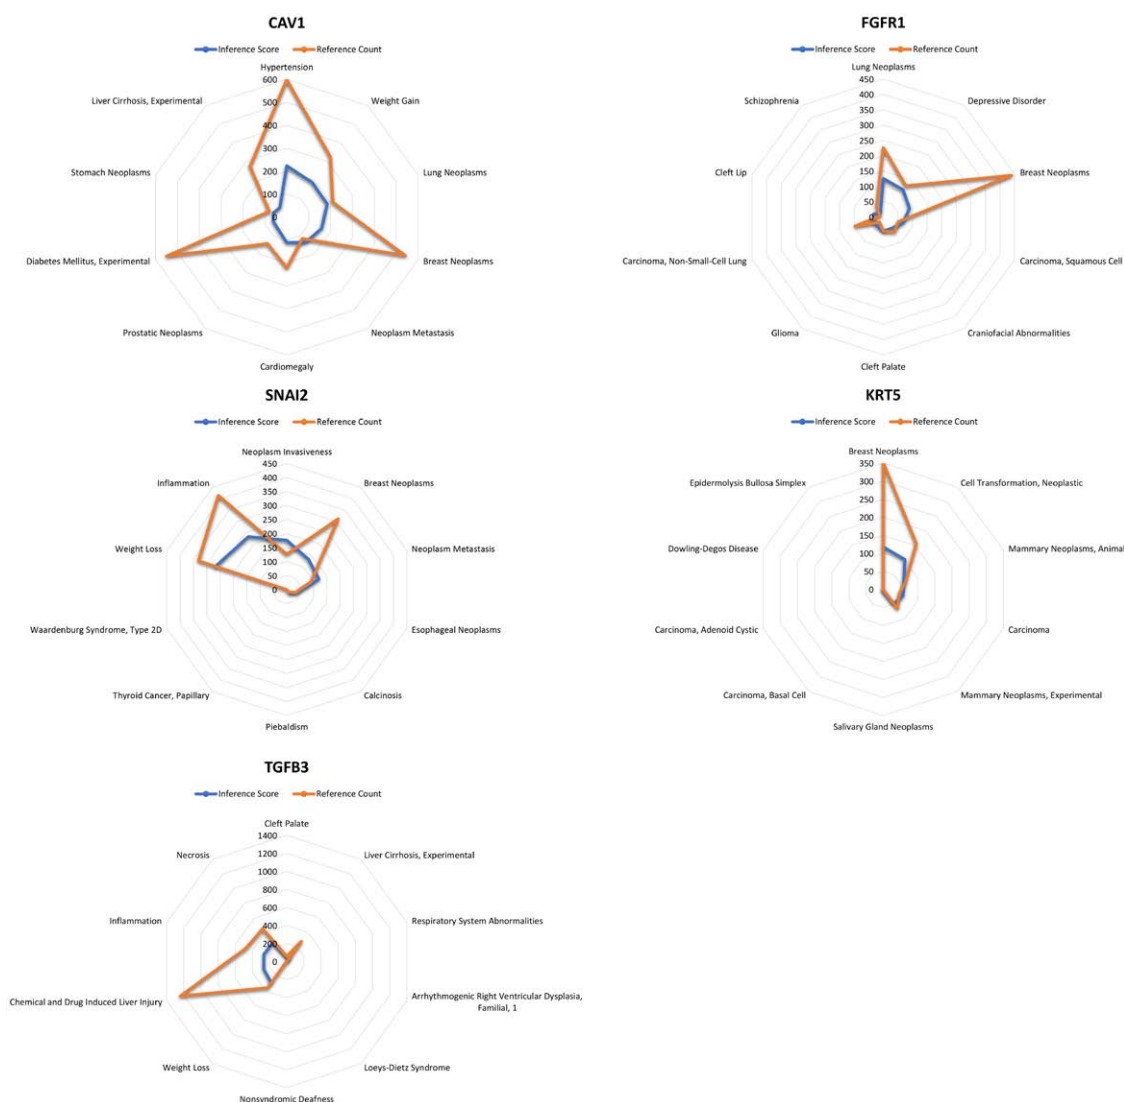 CAV1
Inference Score Reference Count
Hypertension
600
500
400
300
200
100
0
Weight Gain
Lung Neoplasms
Breast Neoplasms
Neoplasm Metastasis
Cardiomegaly
Prostatic Neoplasms
Diabetes Mellitus, Experimental
Stomach Neoplasms
Liver Cirrhosis, Experimental
FGFR1
Inference Score Reference Count
Lung Neoplasms
450
400
350
300
250
200
150
100
50
0
Depressive Disorder
Breast Neoplasms
Carcinoma, Squamous Cell
Craniofacial Abnormalities
Cleft Palate
Glioma
Carcinoma, Non-Small-Cell Lung
Cleft Lip
Schizophrenia
SNAI2
Inference Score Reference Count
Neoplasm Invasiveness
450
400
350
300
250
200
150
100
50
0
Breast Neoplasms
Neoplasm Metastasis
Esophageal Neoplasms
Calcinosis
Piebaldism
Thyroid Cancer, Papillary
Waardenburg Syndrome, Type 2D
Weight Loss
Inflammation
KRT5
Inference Score Reference Count
Breast Neoplasms
350
300
250
200
150
100
50
0
Cell Transformation, Neoplastic
Mammary Neoplasms, Animal
Carcinoma
Mammary Neoplasms, Experimental
Salivary Gland Neoplasms
Carcinoma, Basal Cell
Carcinoma, Adenoid Cystic
Dowling-Degos Disease
Epidermolysis Bullosa Simplex
TGFB3
Inference Score Reference Count
Cleft Palate
1400
1200
1000
800
600
400
200
0
Liver Cirrhosis, Experimental
Respiratory System Abnormalities
Arrhythmogenic Right Ventricular Dysplasia,
Familial, 1
Loeys-Dietz Syndrome
Nonsyndromic Deafness
Weight Loss
Chemical and Drug Induced Liver Injury
Inflammation
Necrosis